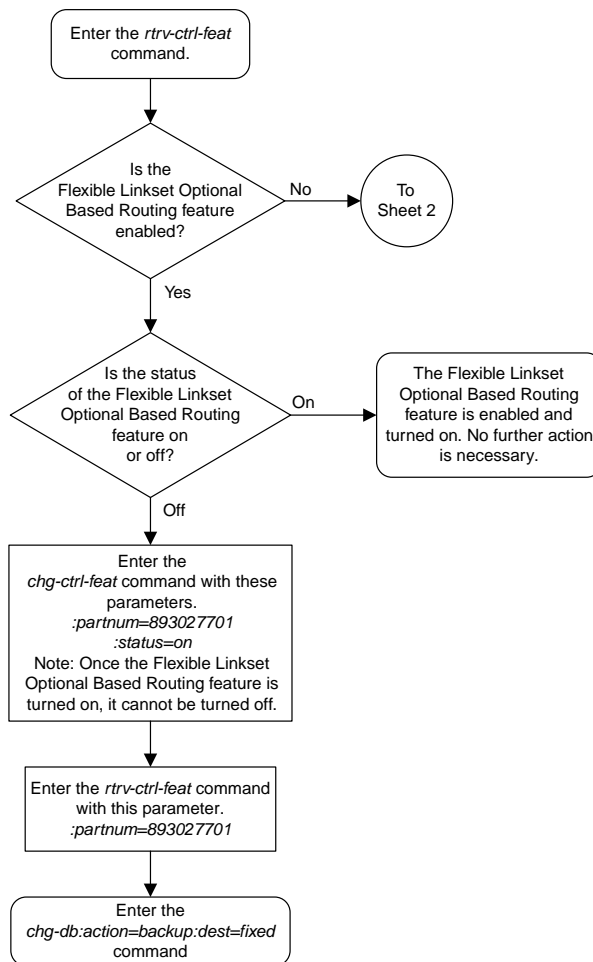 Enter the rtrv-ctrl-feat
command.
Is the
Flexible Linkset Optional
Based Routing feature
enabled?
No
To
Sheet 2
Yes
Is the status
of the Flexible Linkset
Optional Based Routing
feature on
or off?
On
The Flexible Linkset
Optional Based Routing
feature is enabled and
turned on. No further action
is necessary.
Off
Enter the
chg-ctrl-feat command with these
parameters.
:partnum=893027701
:status=on
Note: Once the Flexible Linkset
Optional Based Routing feature is
turned on, it cannot be turned off.
Enter the rtrv-ctrl-feat command
with this parameter.
:partnum=893027701
Enter the
chg-db:action=backup:dest=fixed
command